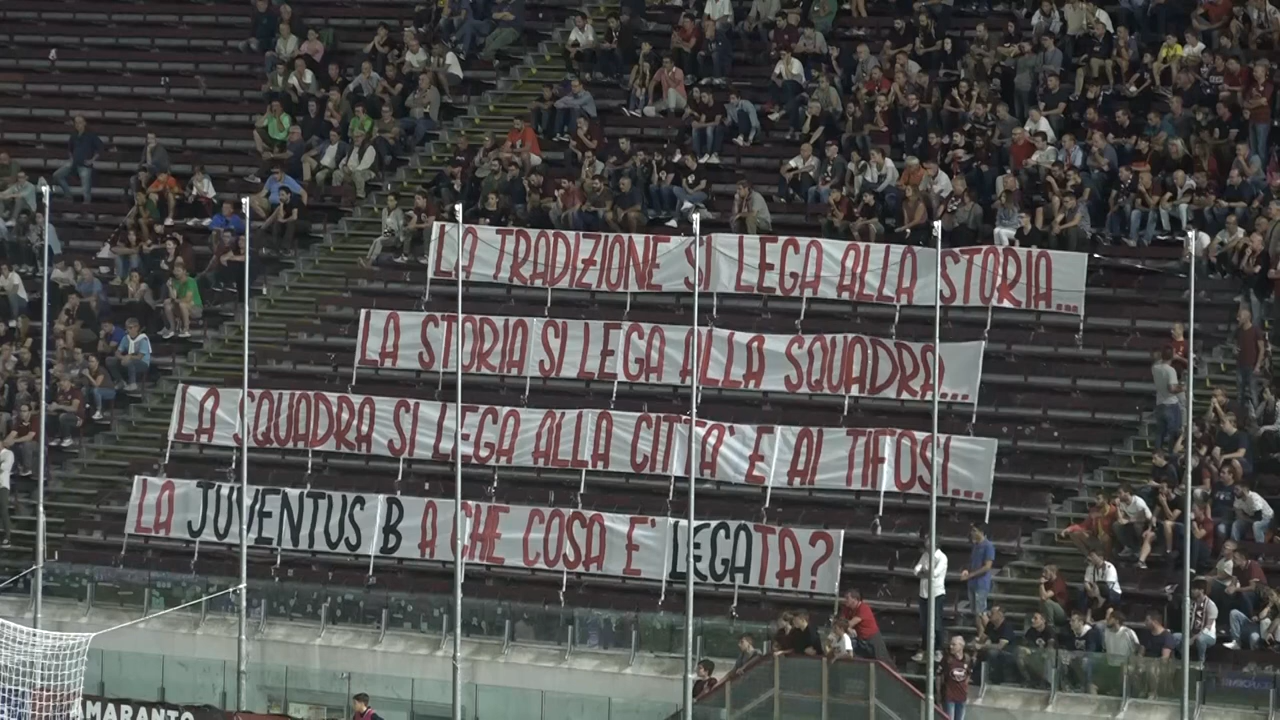 LA TRADIZIONE SI LEGA ALLA STORIA...
LA STORIA SI LEGA ALLA SQUADRA...
LA SQUADRA SI LEGA ALLA CITTA' E AI TIFOSI...
LA JUVENTUS B A CHE COSA E' LEGATA?
AMARANTO